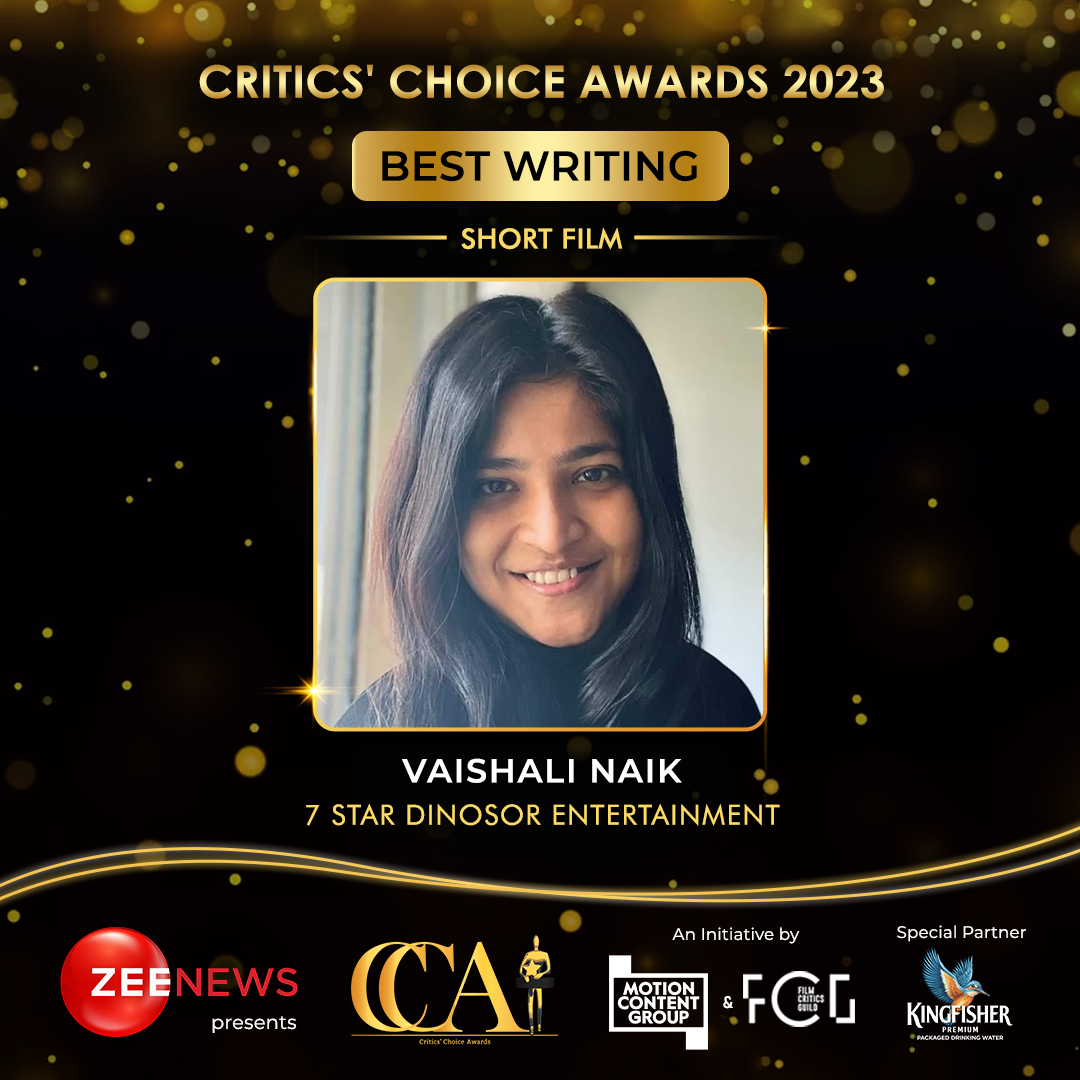 CRITICS' CHOICE AWARDS 2023
BEST WRITING
SHORT FILM
VAISHALI NAIK
7 STAR DINOSOR ENTERTAINMENT
ZEENEWS
presents
CCA
Critics' Choice Awards
An Initiative by
MOTION
CONTENT
GROUP
&
FCG
FILM
CRITICS
GUILD
Special Partner
KINGFISHER
PREMIUM
PACKAGED DRINKING WATER